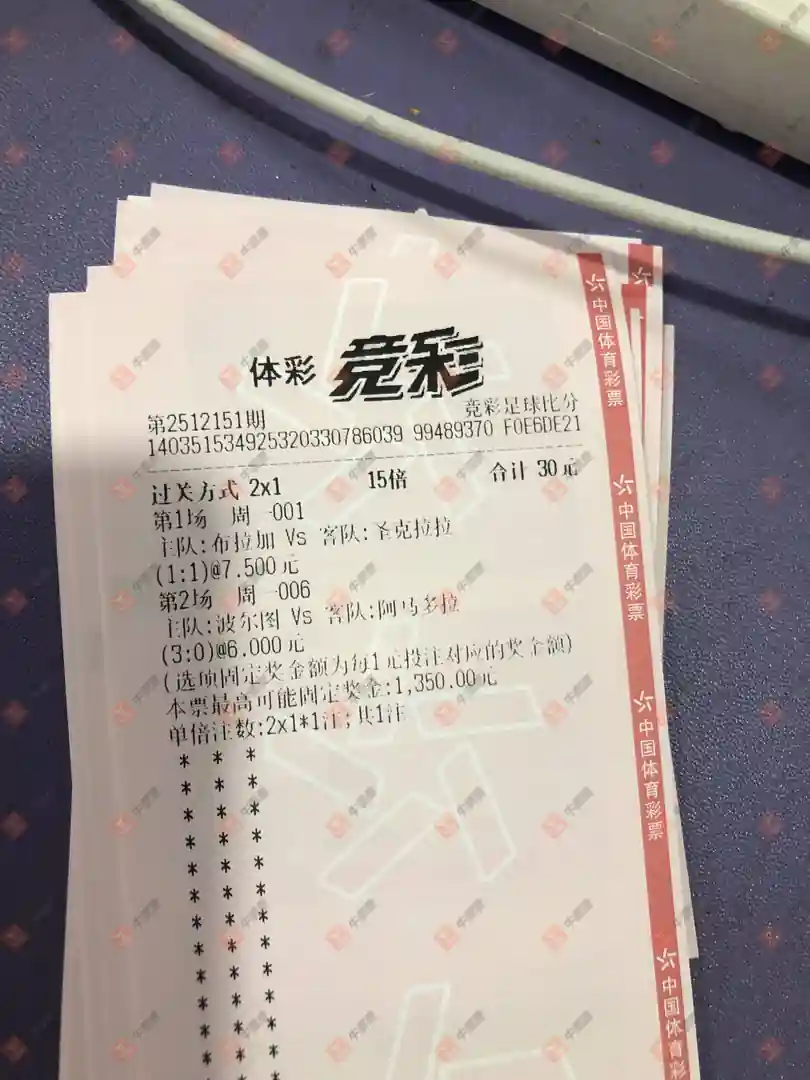 体彩 竞彩
竞彩足球比分
第2512151期
140351534925320330786039 99489370 F0E6DE21
过关方式 2x1 15倍 合计 30元
第1场 周一001
主队:布拉加 Vs 客队:圣克拉拉
(1:1)@7.500元
第2场 周一006
主队:波尔图 Vs 客队:阿马多拉
(3:0)@6.000元
(选项固定奖金额为每1元投注对应的奖金额)
本票最高可能固定奖金:1,350.00元
单倍注数:2x1*1注;共1注
* * *
* * *
* * *
* * *
* * *
* * *
* * *
* * *
* * *
* * *
* * *
* * *
中国体育彩票
中国体育彩票
中国体育彩票
中国体育彩